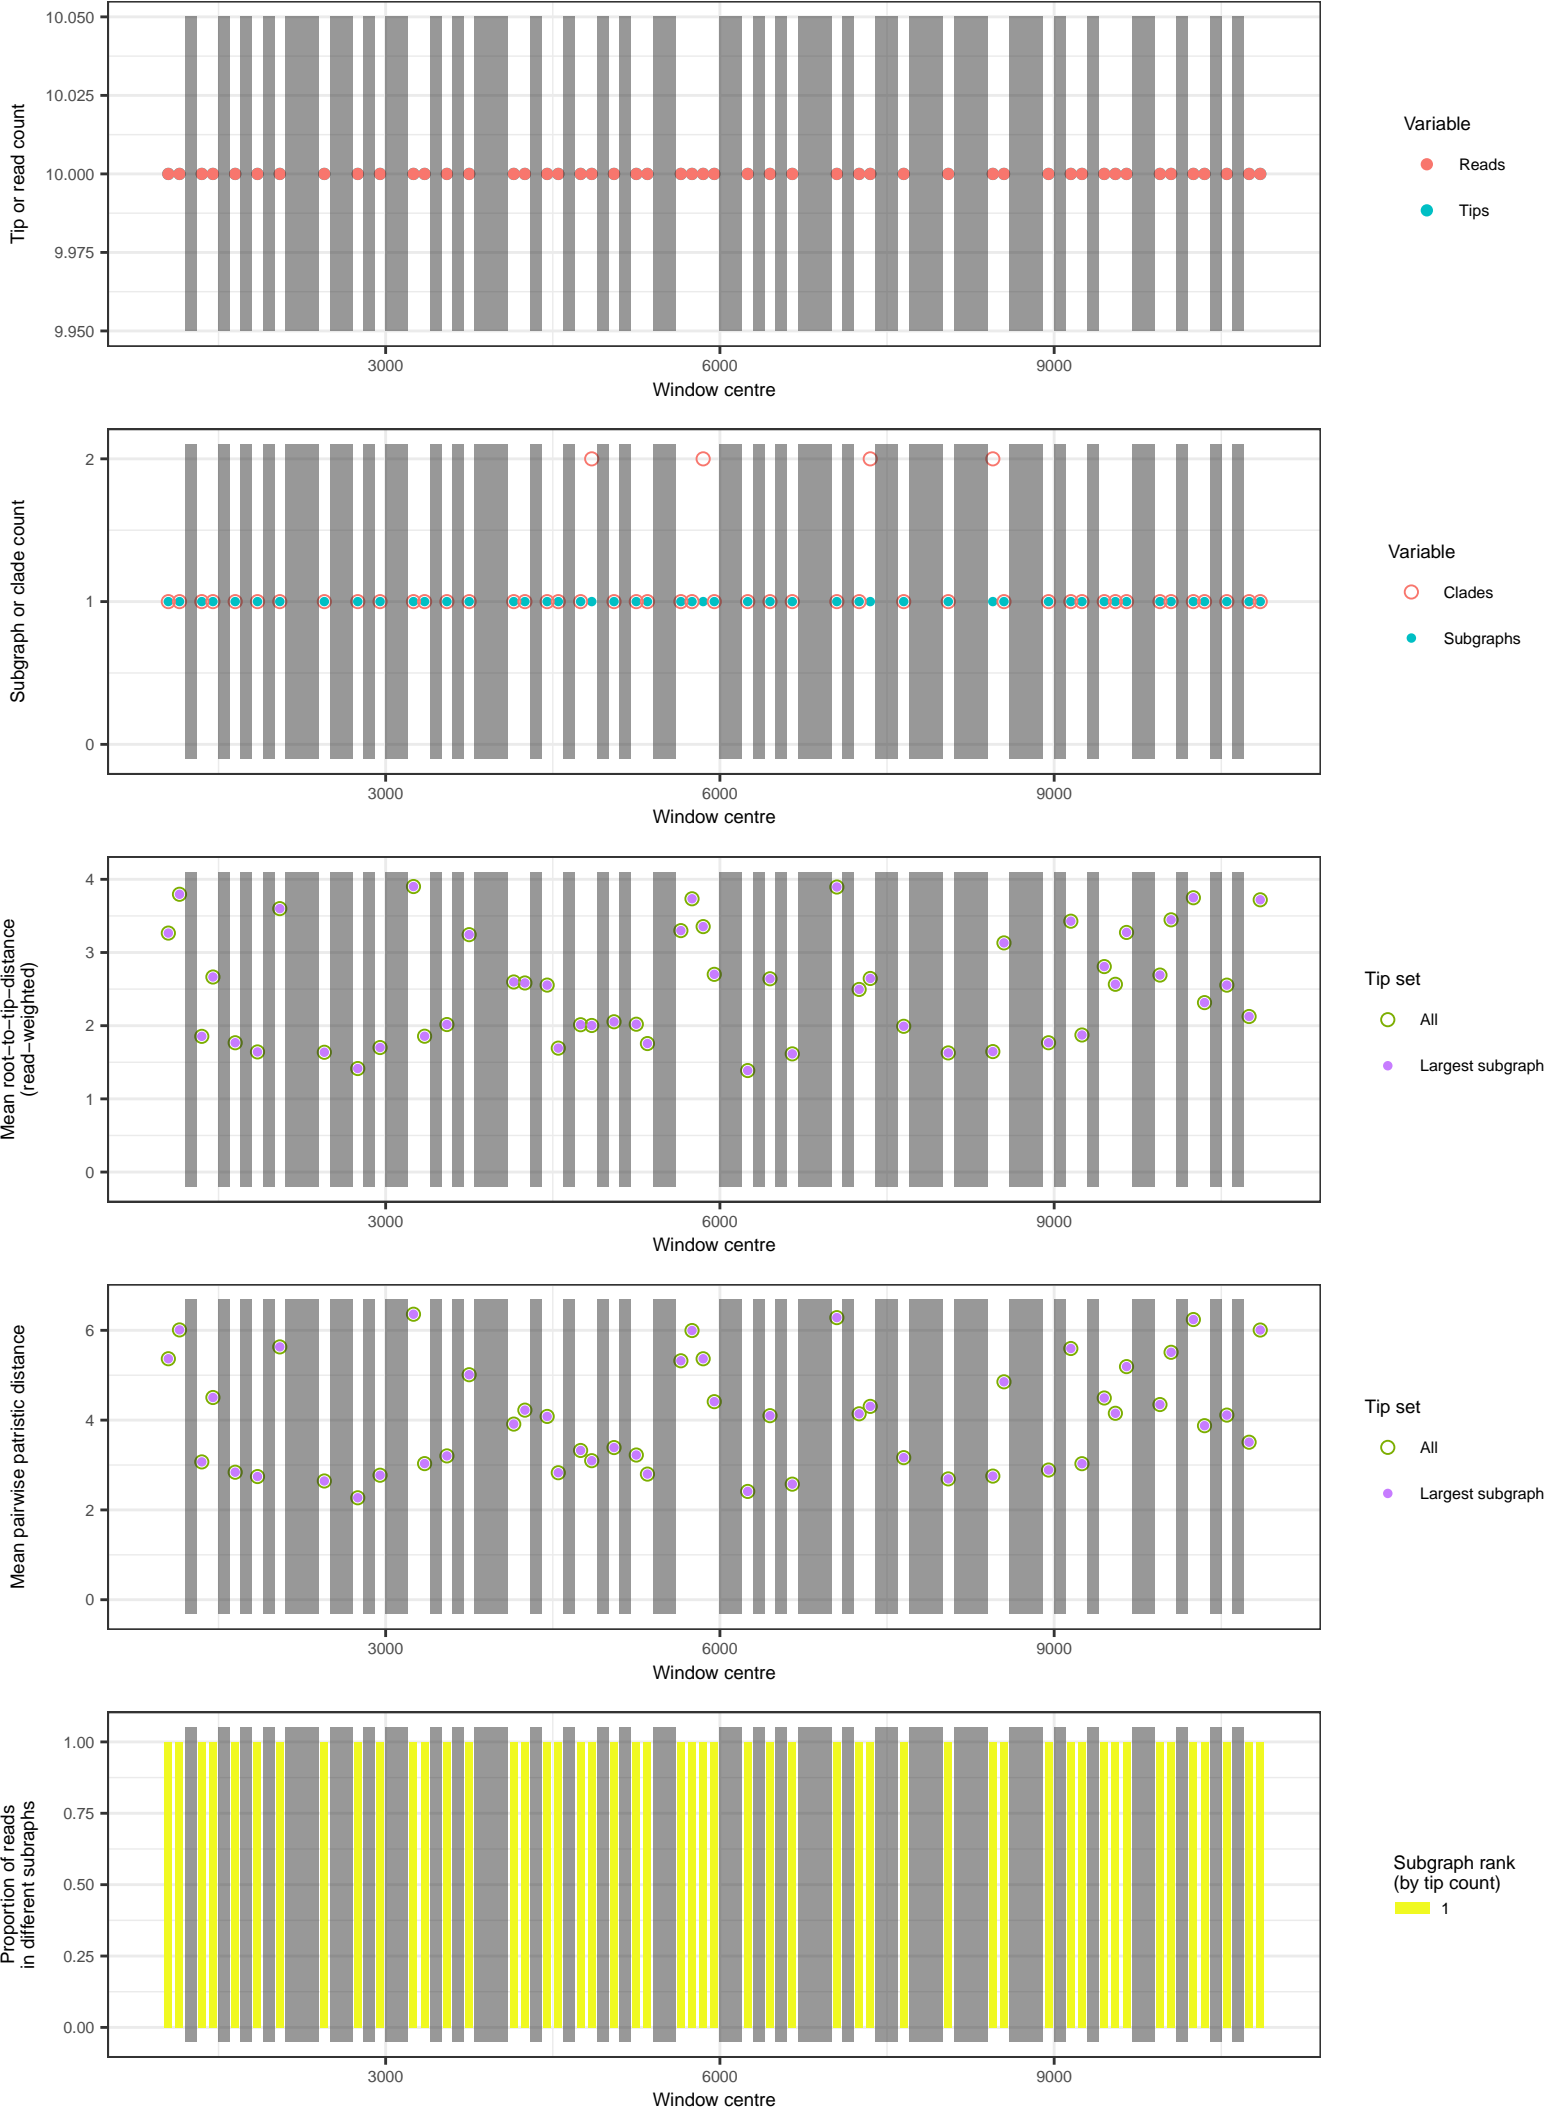 10.050
10.025
10.000
9.975
9.950
Tip or read count
3000
6000
9000
Window centre
Variable
Reads
Tips
2
1
0
Subgraph or clade count
3000
6000
9000
Window centre
Variable
Clades
Subgraphs
4
3
2
1
0
Mean root−to−tip−distance
(read−weighted)
3000
6000
9000
Window centre
Tip set
All
Largest subgraph
6
4
2
0
Mean pairwise patristic distance
3000
6000
9000
Window centre
Tip set
All
Largest subgraph
1.00
0.75
0.50
0.25
0.00
Proportion of reads
in different subraphs
3000
6000
9000
Window centre
Subgraph rank
(by tip count)
1